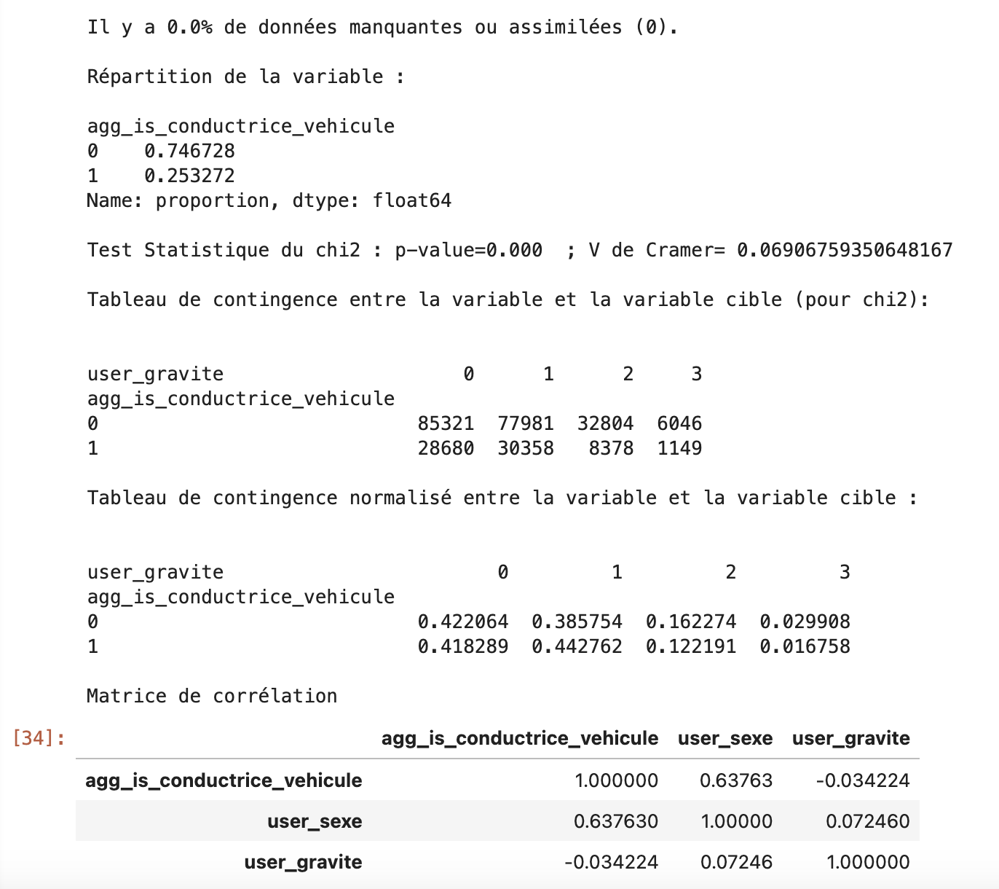 Il y a 0.0% de données manquantes ou assimilées (0).
Répartition de la variable :
agg_is_conductrice_vehicule
0 0.746728
1 0.253272
Name: proportion, dtype: float64
Test Statistique du chi2 : p-value=0.000 ; V de Cramer= 0.06906759350648167
Tableau de contingence entre la variable et la variable cible (pour chi2):
user_gravite 0 1 2 3
agg_is_conductrice_vehicule
0 85321 77981 32804 6046
1 28680 30358 8378 1149
Tableau de contingence normalisé entre la variable et la variable cible :
user_gravite 0 1 2 3
agg_is_conductrice_vehicule
0 0.422064 0.385754 0.162274 0.029908
1 0.418289 0.442762 0.122191 0.016758
Matrice de corrélation
[34]: agg_is_conductrice_vehicule user_sexe user_gravite
agg_is_conductrice_vehicule 1.000000 0.63763 -0.034224
user_sexe 0.637630 1.00000 0.072460
user_gravite -0.034224 0.07246 1.000000